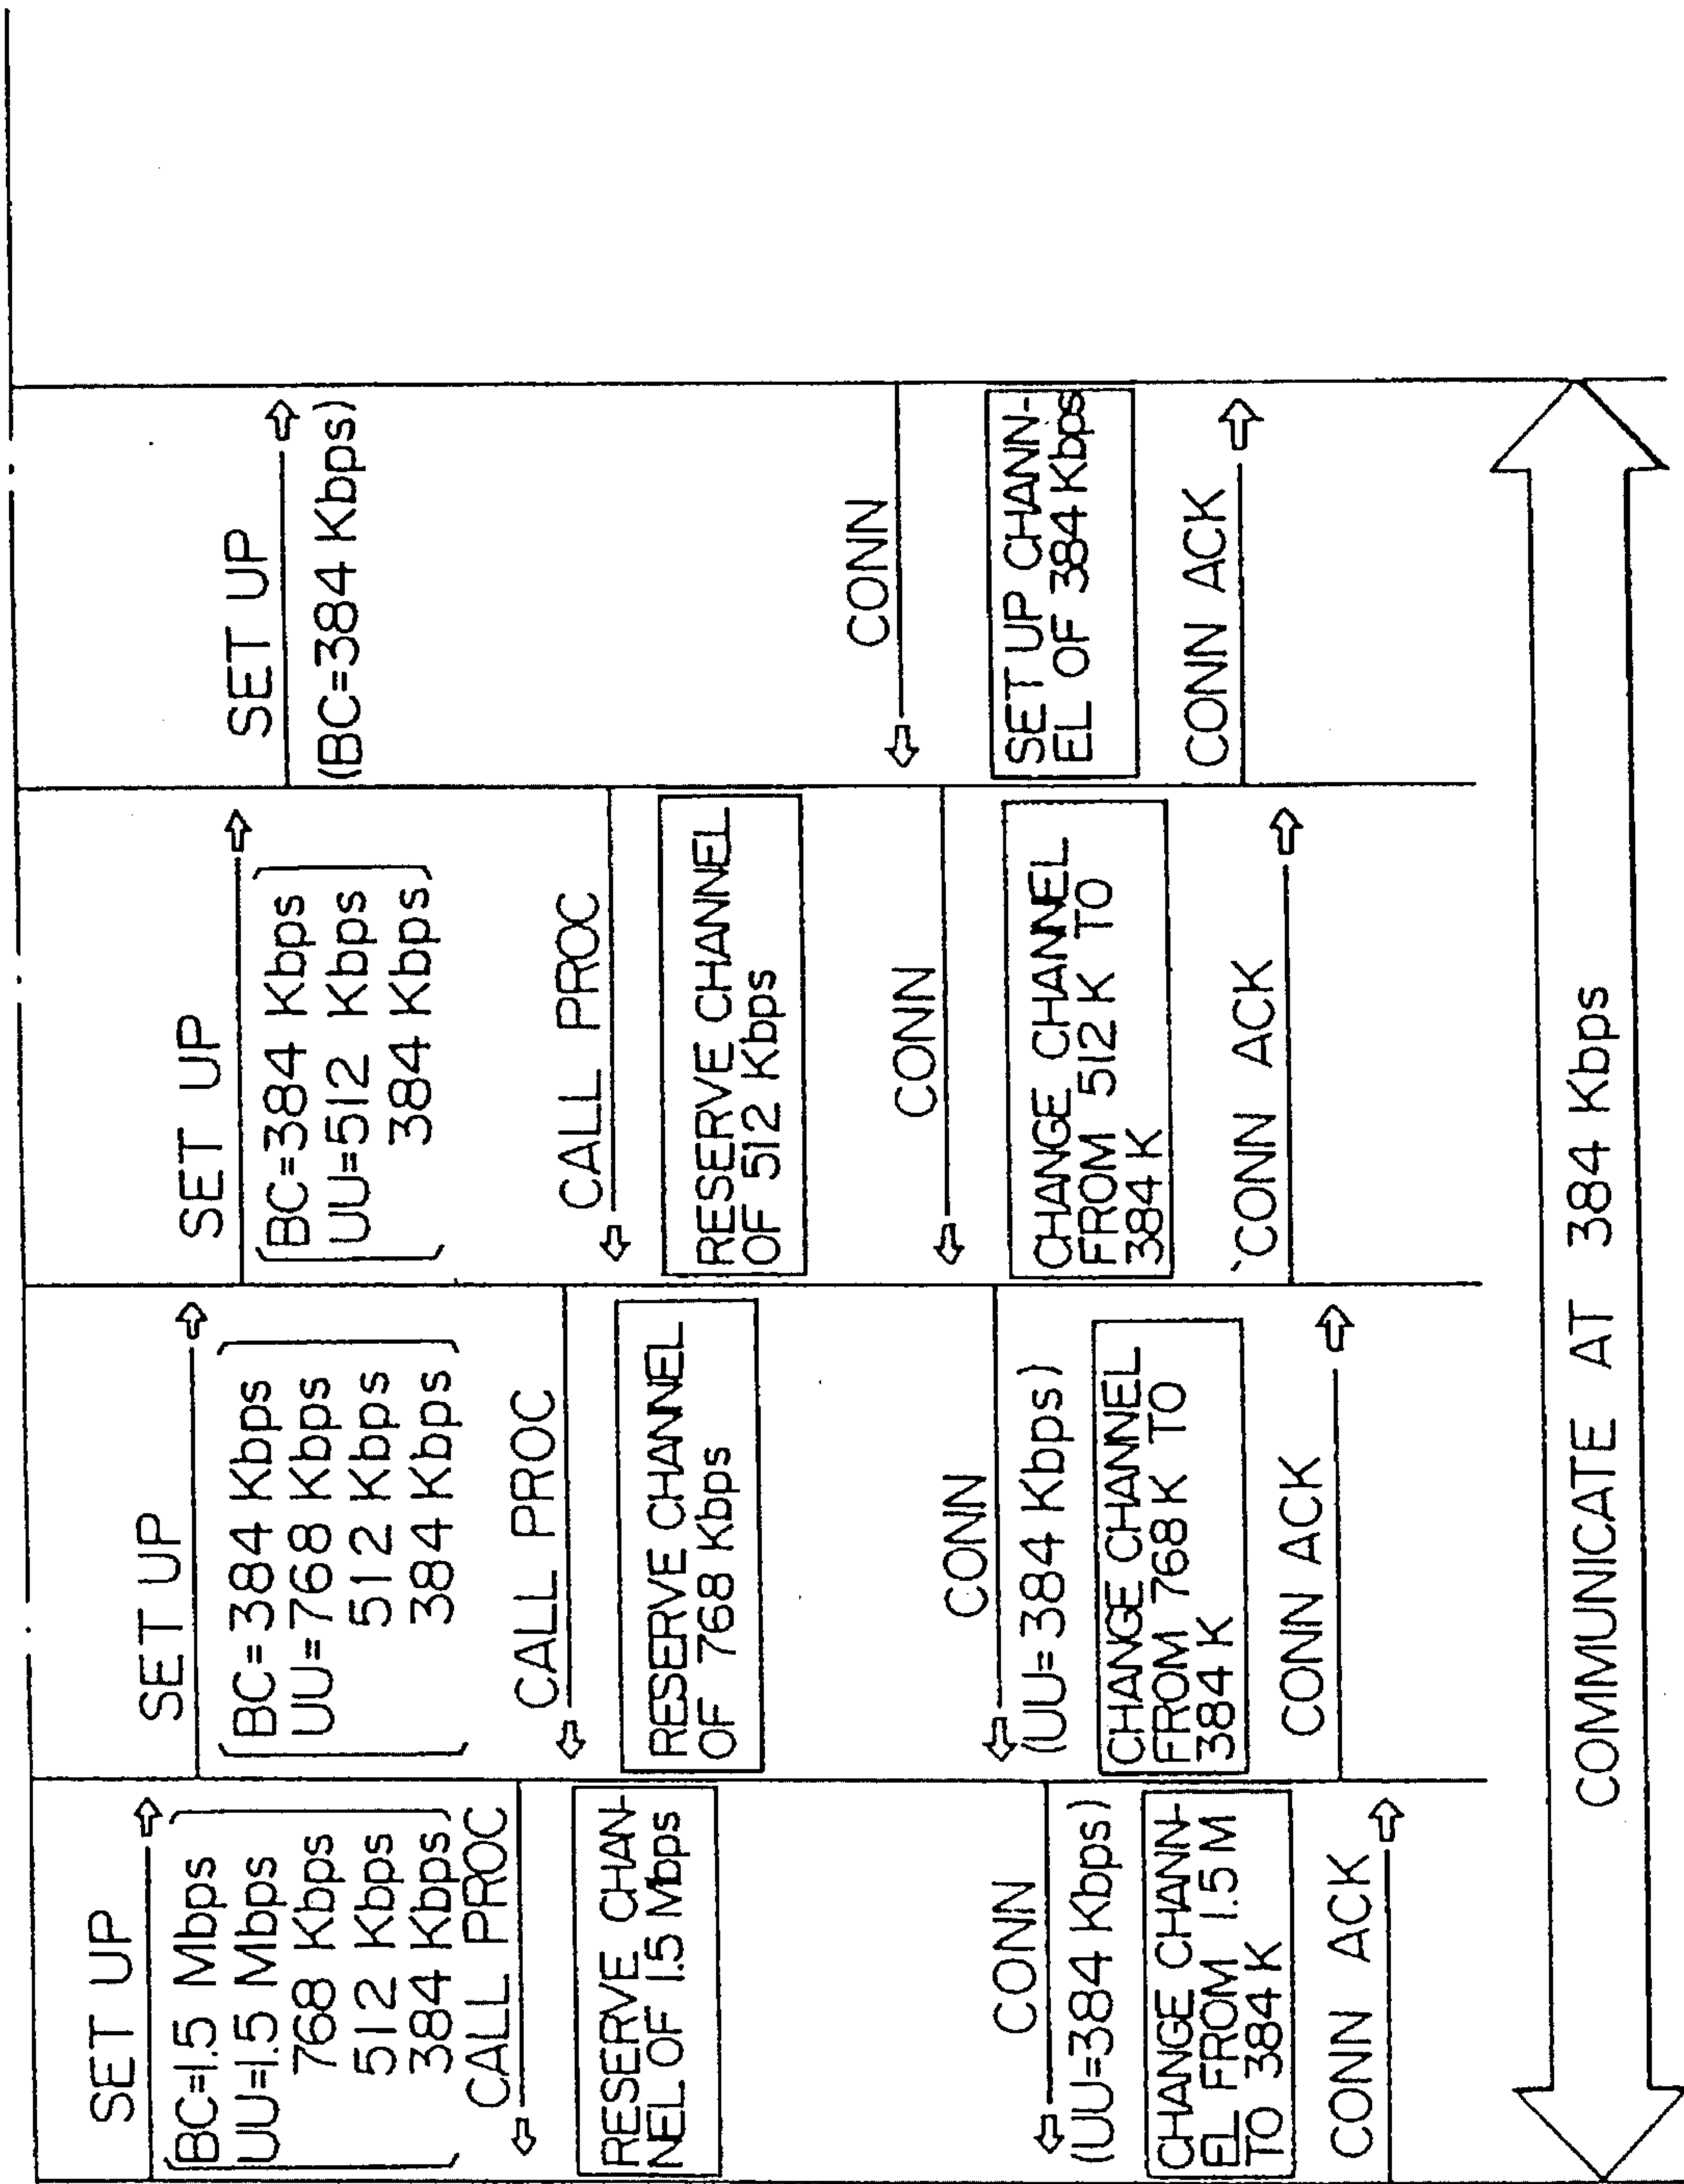 SET UP
BC=1.5 Mbps
UU=1.5 Mbps
768 Kbps
512 Kbps
384 Kbps
CALL PROC
RESERVE CHAN-
NEL OF 1.5 Mbps
CONN
(UU=384 Kbps)
CHANGE CHANN-
EL FROM 1.5 M
TO 384 K
CONN ACK
SET UP
BC=384 Kbps
UU=768 Kbps
512 Kbps
384 Kbps
CALL PROC
RESERVE CHANNEL
OF 768 Kbps
CONN
(UU=384 Kbps)
CHANGE CHANNEL
FROM 768 K TO
384 K
CONN ACK
SET UP
BC=384 Kbps
UU=512 Kbps
384 Kbps
CALL PROC
RESERVE CHANNEL
OF 512 Kbps
CONN
CHANGE CHANNEL
FROM 512 K TO
384 K
CONN ACK
SET UP
(BC=384 Kbps)
CONN
SET UP CHANN-
EL OF 384 Kbps
CONN ACK
COMMUNICATE AT 384 Kbps